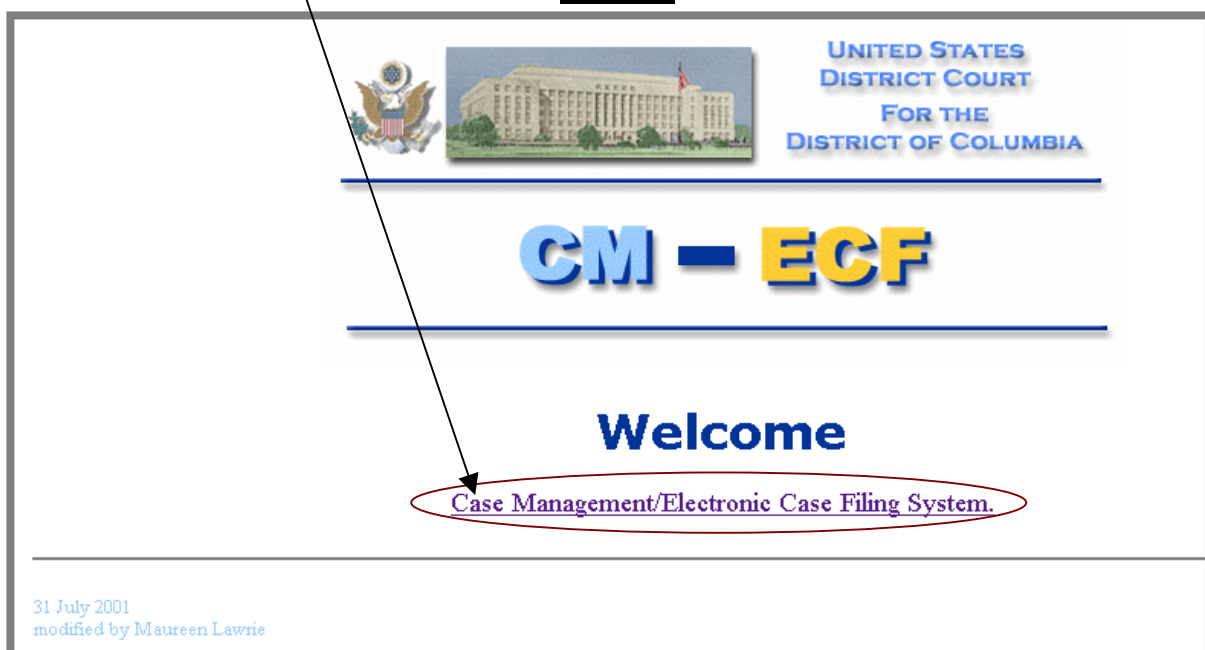 UNITED STATES
DISTRICT COURT
FOR THE
DISTRICT OF COLUMBIA
CM - ECF
Welcome
Case Management/Electronic Case Filing System.
31 July 2001
modified by Maureen Lawrie